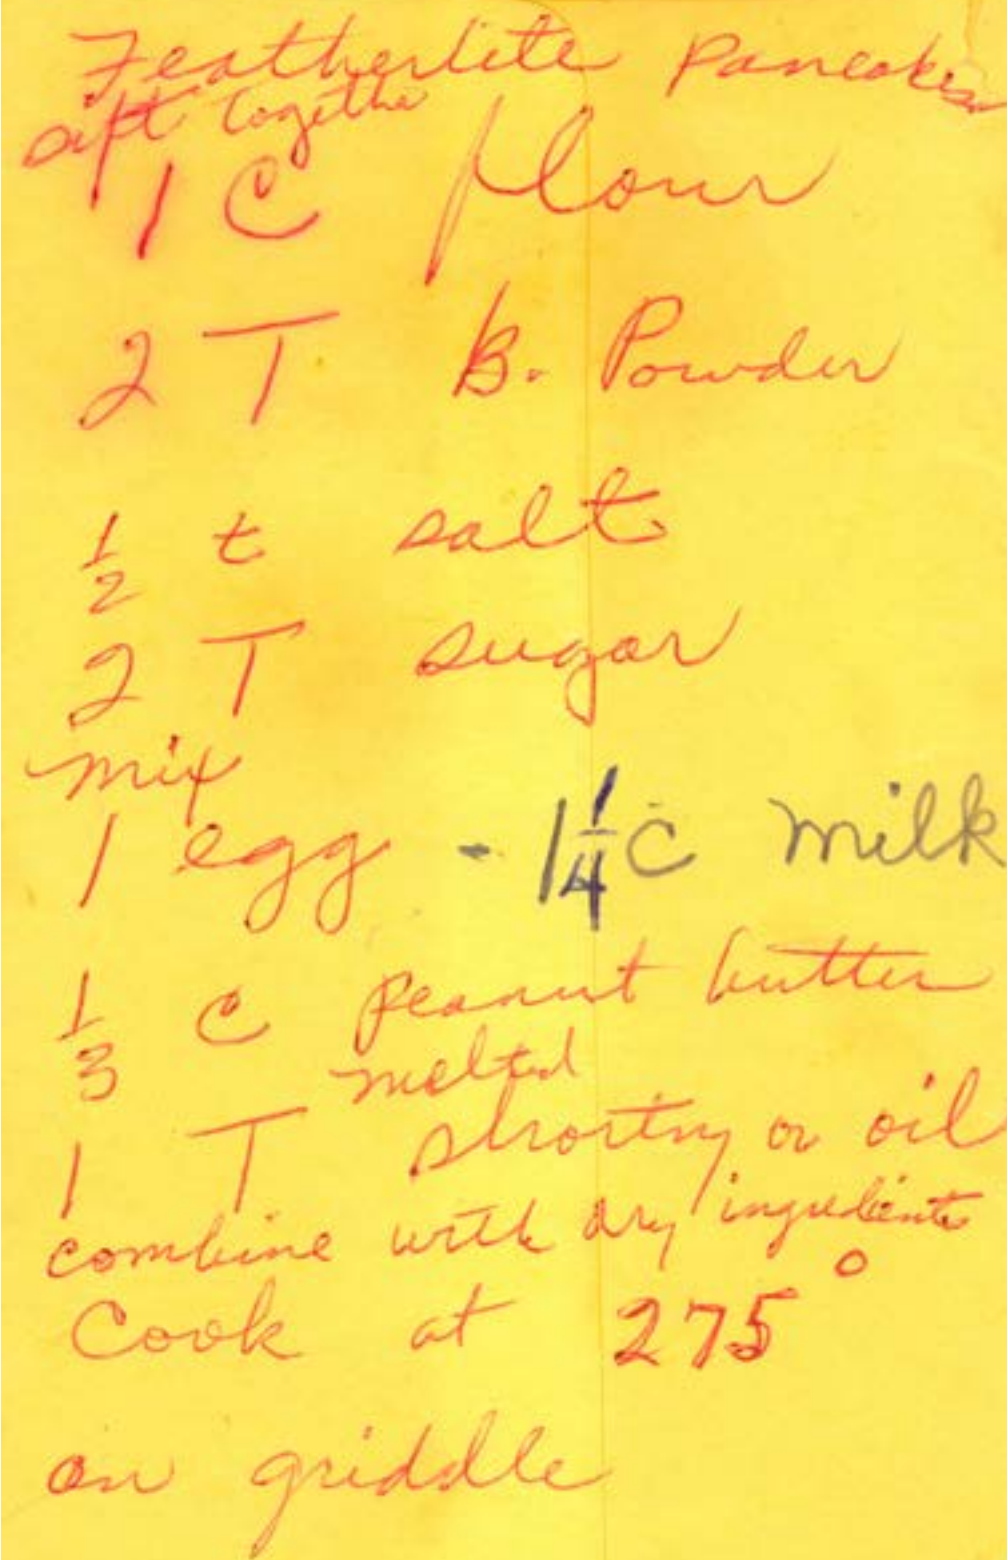 Featherlite Pancakes
sift together
1 C flour
2 T B. Powder
1/2 t salt
2 T sugar
mix
1 egg - 1 1/4 c milk
1/3 c peanut butter
melted
1 T shortng or oil
combine with dry ingredients
Cook at 275°
on griddle